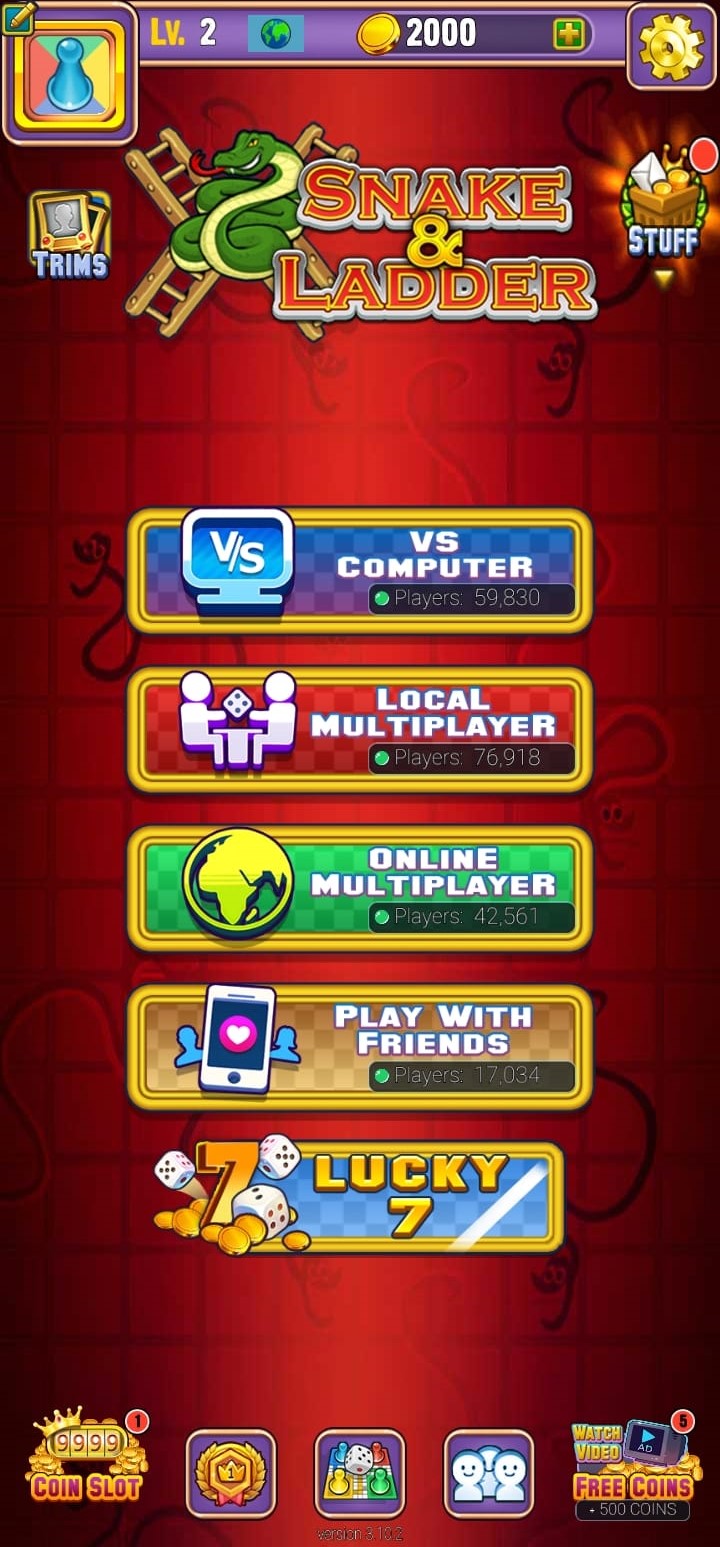 Lv. 2
2000
TRIMS
SNAKE
&
LADDER
STUFF
V/S
VS
COMPUTER
Players: 59,830
LOCAL
MULTIPLAYER
Players: 76,918
ONLINE
MULTIPLAYER
Players: 42,561
PLAY WITH
FRIENDS
Players: 17,034
7
LUCKY
7
1
9999
COIN SLOT
1
5
WATCH
VIDEO
AD
FREE COINS
+ 500 COINS
version 3.10.2